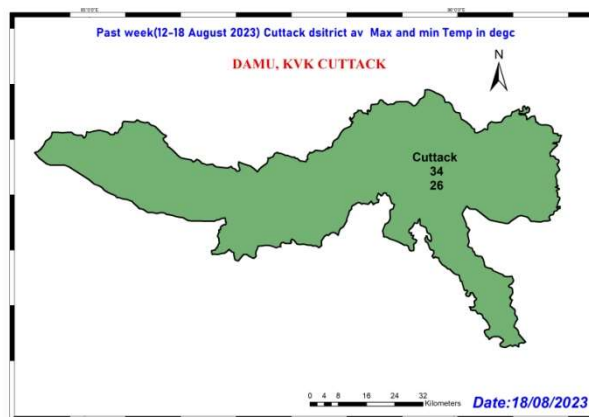 Past week(12-18 August 2023) Cuttack dsitrict av Max and min Temp in degc
DAMU, KVK CUTTACK
N
Cuttack
34
26
0 4 8 16 24 32
Kilometers
Date:18/08/2023